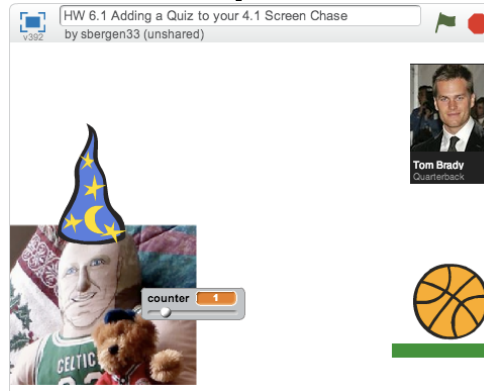 HW 6.1 Adding a Quiz to your 4.1 Screen Chase
v392
by sbergen33 (unshared)
Tom Brady
Quarterback
counter 1
CELTIC